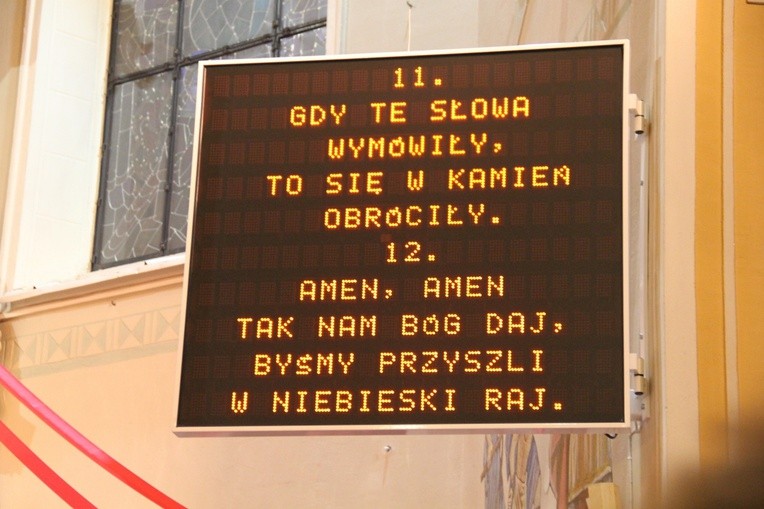 11.
GDY TE SŁOWA
WYMÓWIŁY,
TO SIĘ W KAMIEŃ
OBRÓCIŁY.
12.
AMEN, AMEN
TAK NAM BÓG DAJ,
BYŚMY PRZYSZLI
W NIEBIESKI RAJ.